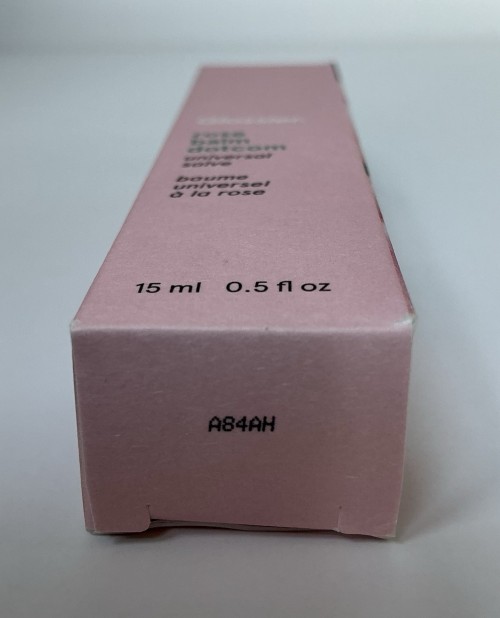 rose
balm
dotcom
universal
salve
baume
universel
à la rose
15 ml 0.5 fl oz
A84AH